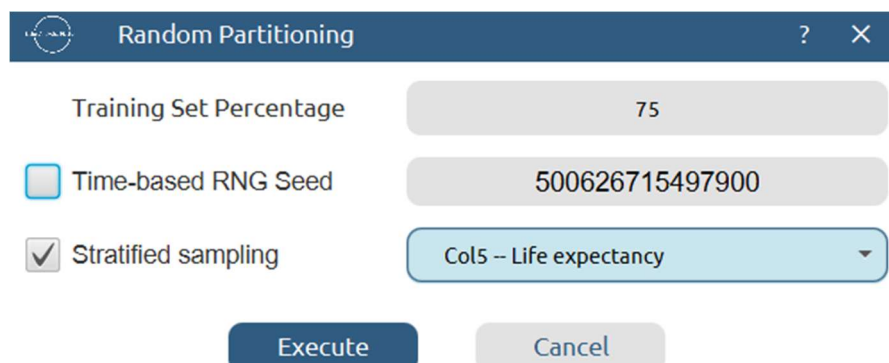 Random Partitioning ? ×
Training Set Percentage 75
Time-based RNG Seed 500626715497900
Stratified sampling Col5 -- Life expectancy
Execute Cancel